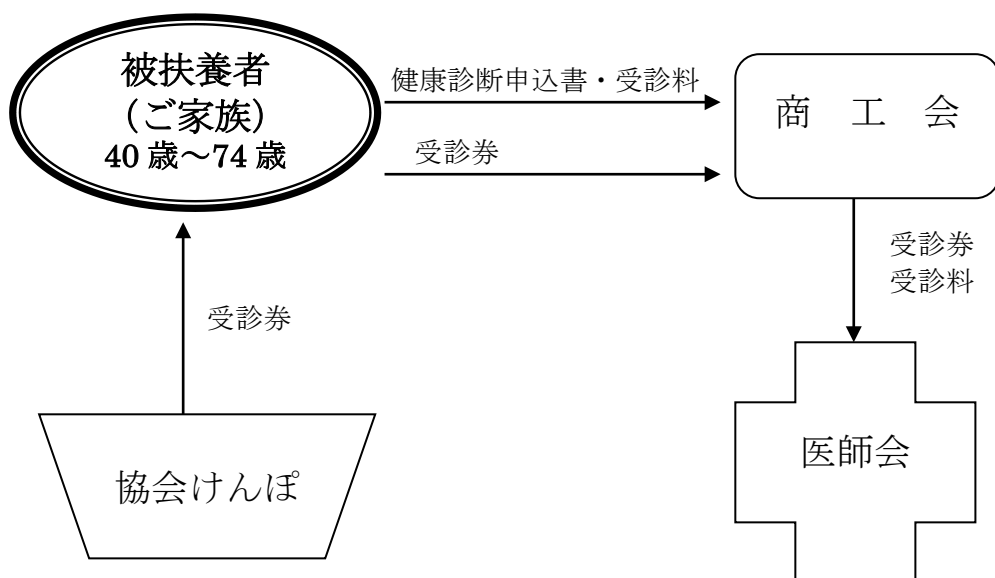 被扶養者
（ご家族）
40歳～74歳
健康診断申込書・受診料
受診券
商　工　会
受診券
受診料
受診券
協会けんぽ
医師会